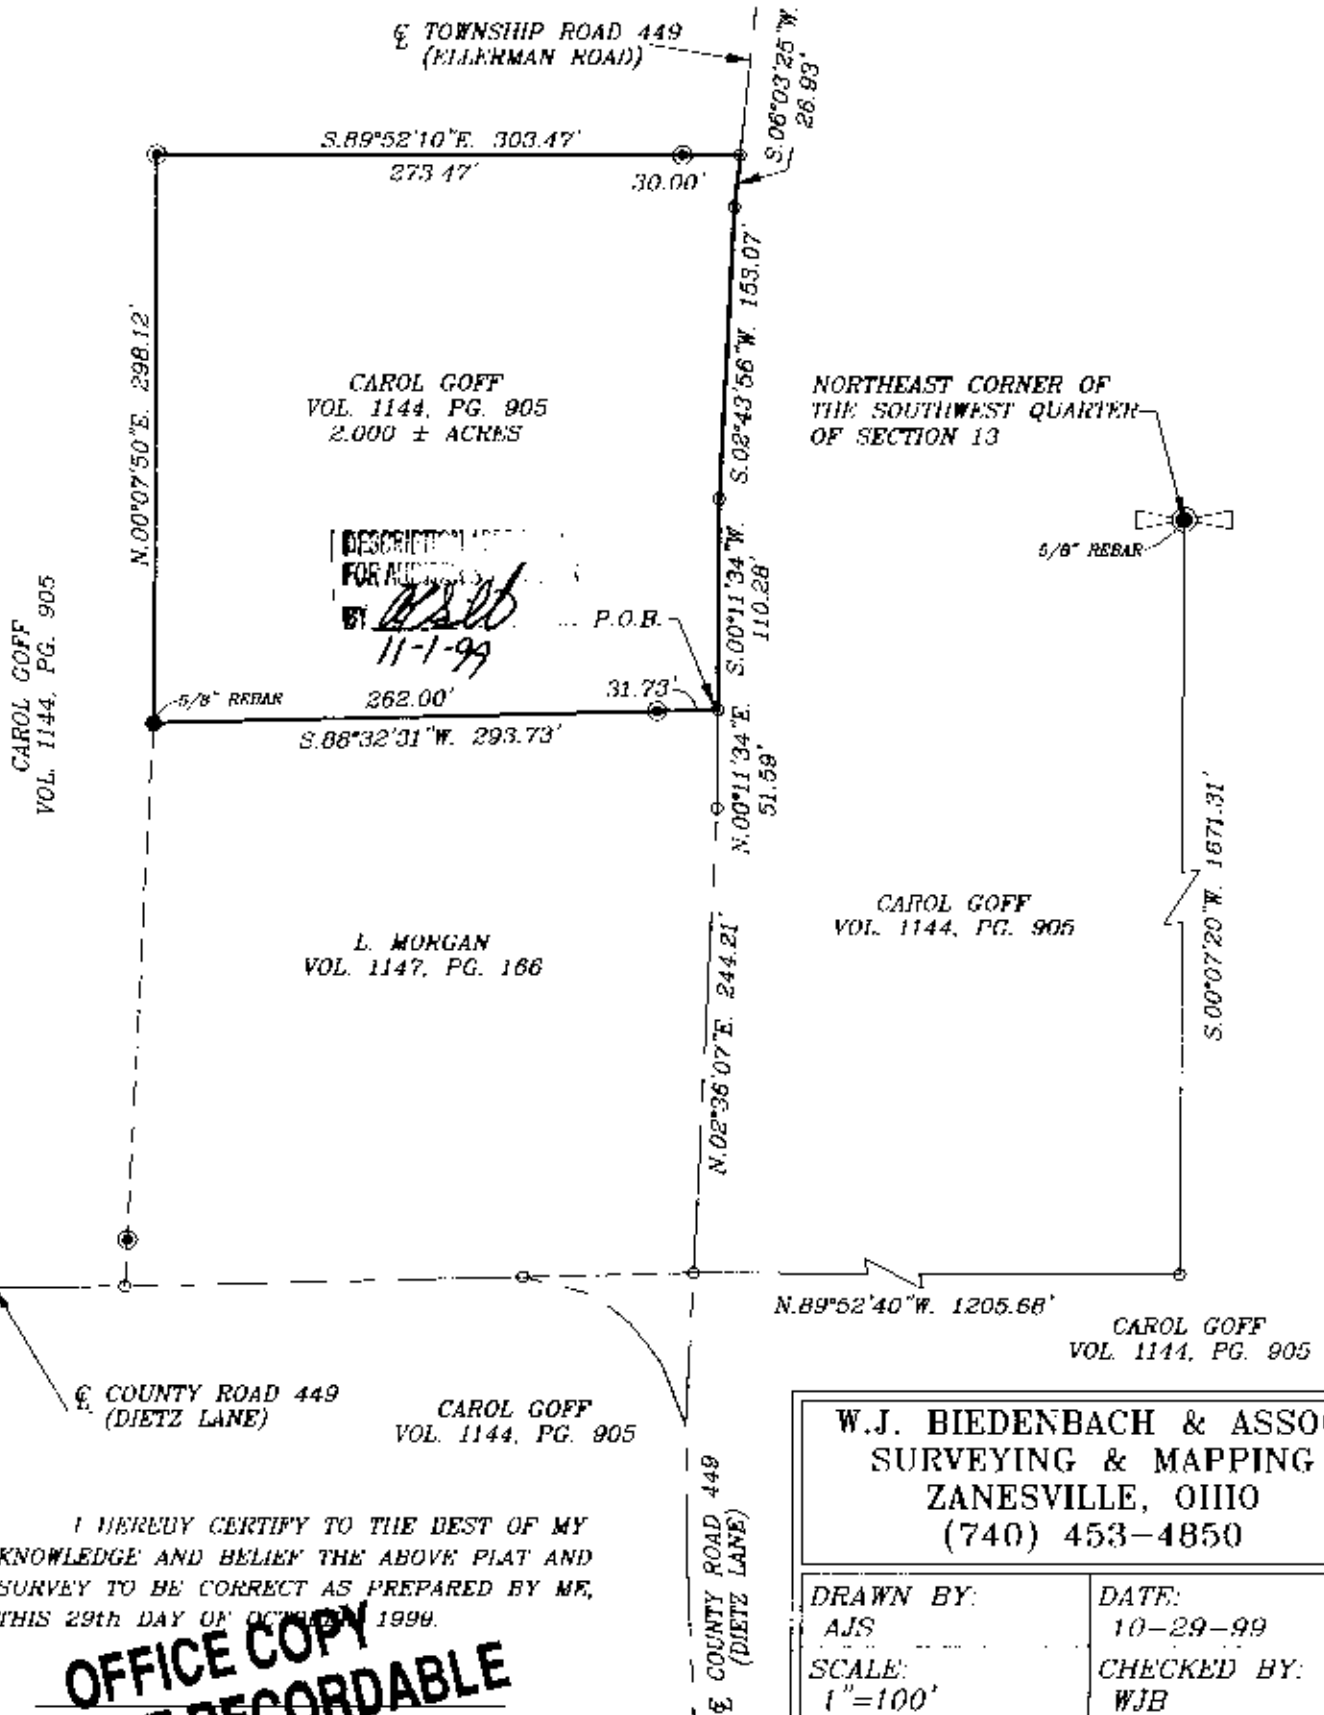 ℄ TOWNSHIP ROAD 449
(ELLERMAN ROAD)
S.06°03'25"W.
26.93'
S.89°52'10"E. 303.47'
273.47'
30.00'
N.00°07'50"E. 298.12'
S.02°43'56"W. 153.07'
CAROL GOFF
VOL. 1144, PG. 905
2.000 ± ACRES
NORTHEAST CORNER OF
THE SOUTHWEST QUARTER
OF SECTION 13
5/8" REBAR
DESCRIPTION
FOR
BY
11-1-99
P.O.B.
S.00°11'34"W.
110.28'
CAROL GOFF
VOL. 1144, PG. 905
5/8" REBAR
262.00'
31.73'
S.88°32'31"W. 293.73'
N.00°11'34"E.
51.59'
S.00°07'20"W. 1671.31'
CAROL GOFF
VOL. 1144, PG. 905
L. MORGAN
VOL. 1147, PG. 166
N.02°36'07"E. 244.21'
N.89°52'40"W. 1205.68'
CAROL GOFF
VOL. 1144, PG. 905
℄ COUNTY ROAD 449
(DIETZ LANE)
CAROL GOFF
VOL. 1144, PG. 905
℄ COUNTY ROAD 449
(DIETZ LANE)
W.J. BIEDENBACH & ASSOC
SURVEYING & MAPPING
ZANESVILLE, OHIO
(740) 453-4850
I HEREBY CERTIFY TO THE BEST OF MY
KNOWLEDGE AND BELIEF THE ABOVE PLAT AND
SURVEY TO BE CORRECT AS PREPARED BY ME,
THIS 29th DAY OF OCTOBER 1999.
OFFICE COPY
RECORDABLE
DRAWN BY:
AJS
DATE:
10-29-99
SCALE:
1"=100'
CHECKED BY:
WJB